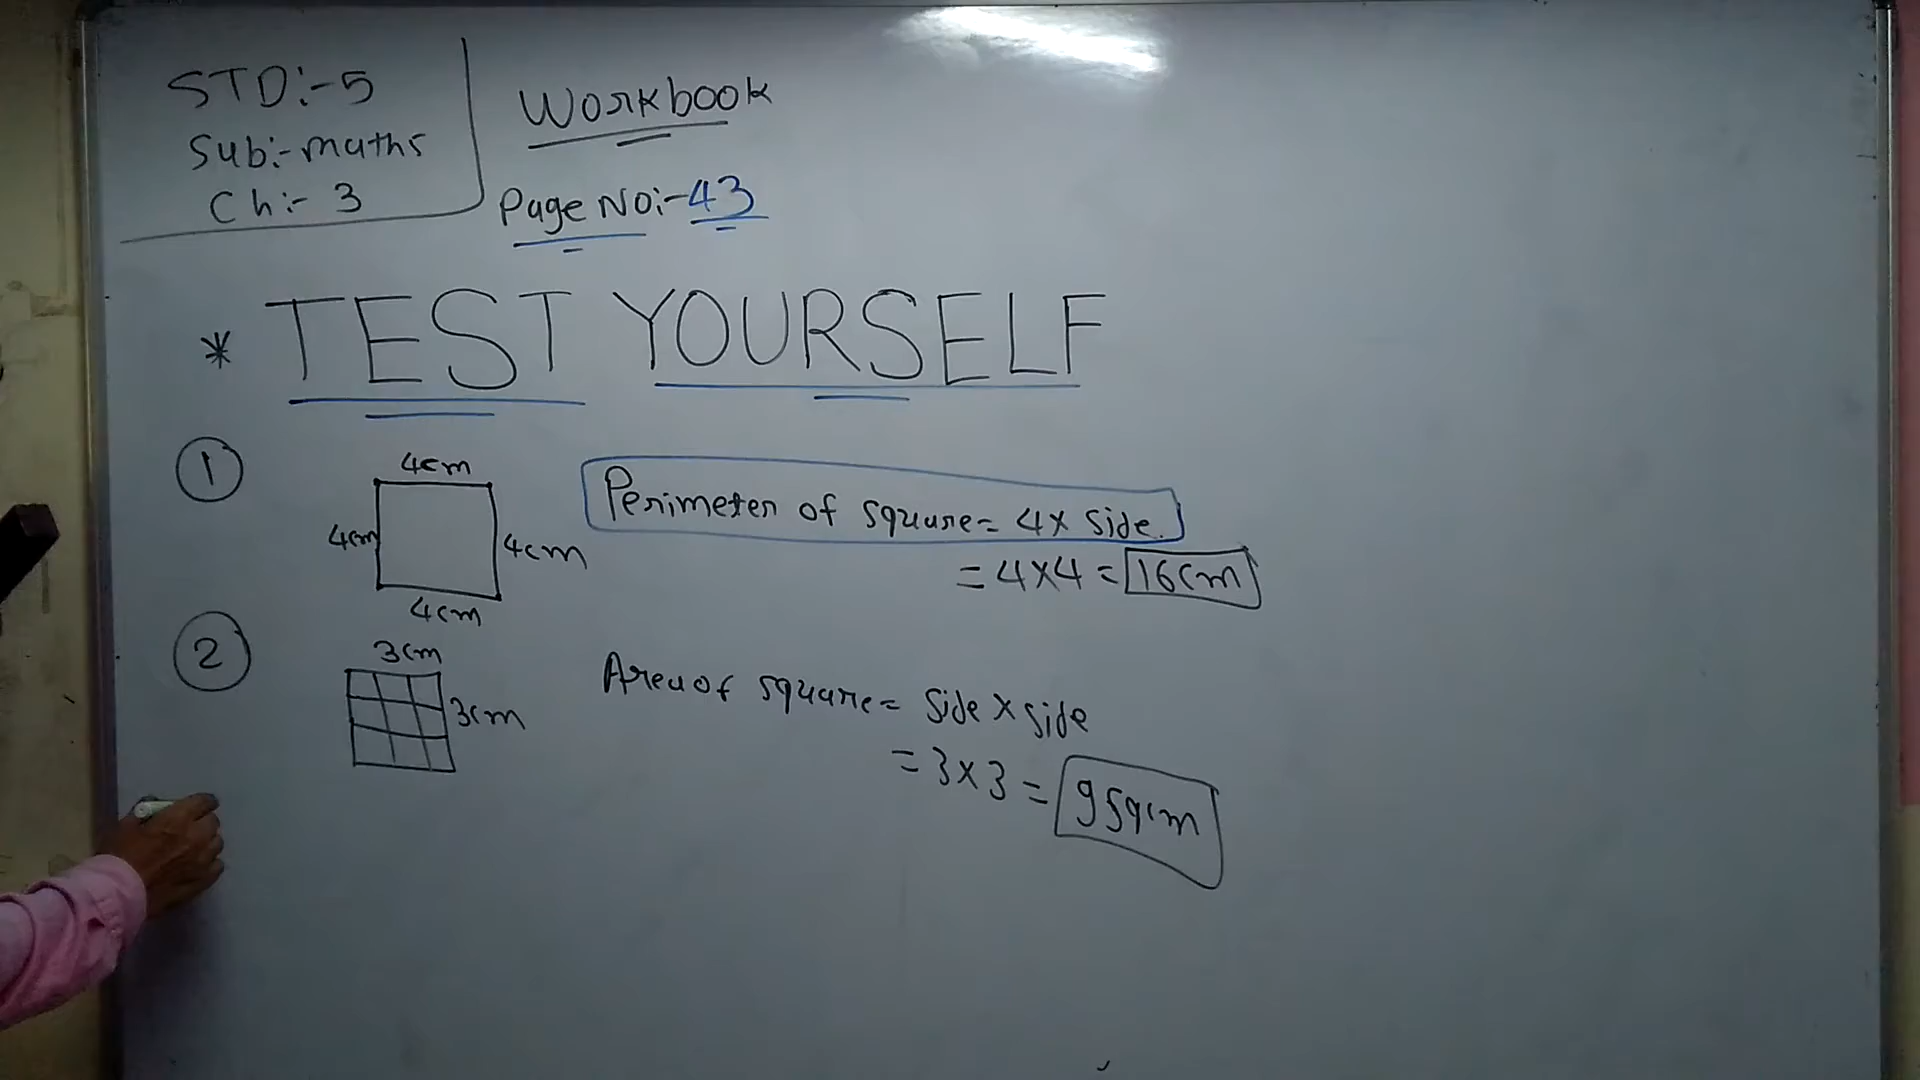 STD:-5
Sub:-maths
Ch:- 3
Workbook
Page No:-43
* TEST YOURSELF
1
4cm
4cm
4cm
4cm
Perimeter of square= 4x side.
= 4x4 = 16cm
2
3cm
3cm
Area of square= Side x side
= 3x3 = 9sqcm